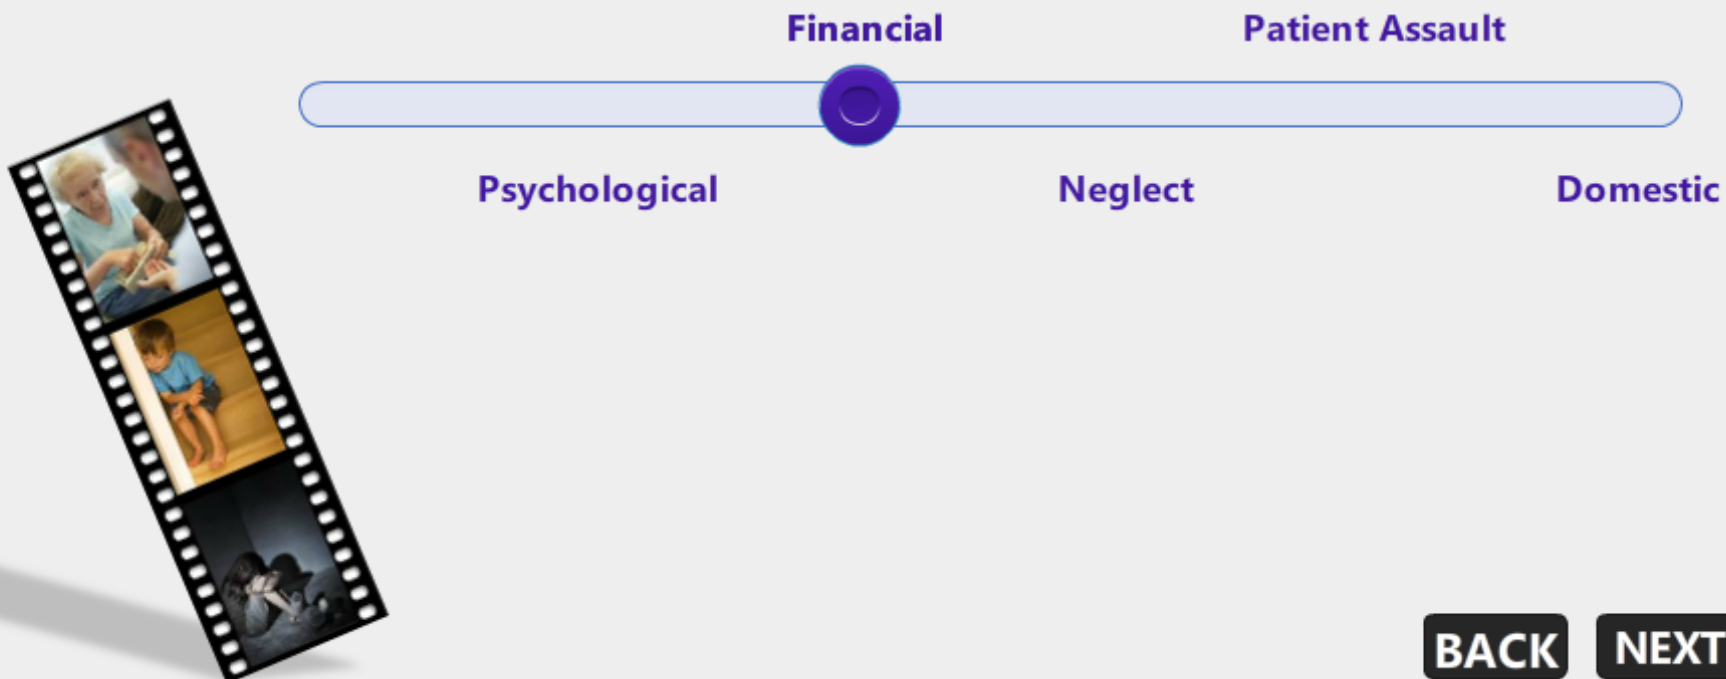 Financial
Patient Assault
Psychological
Neglect
Domestic
BACK
NEXT